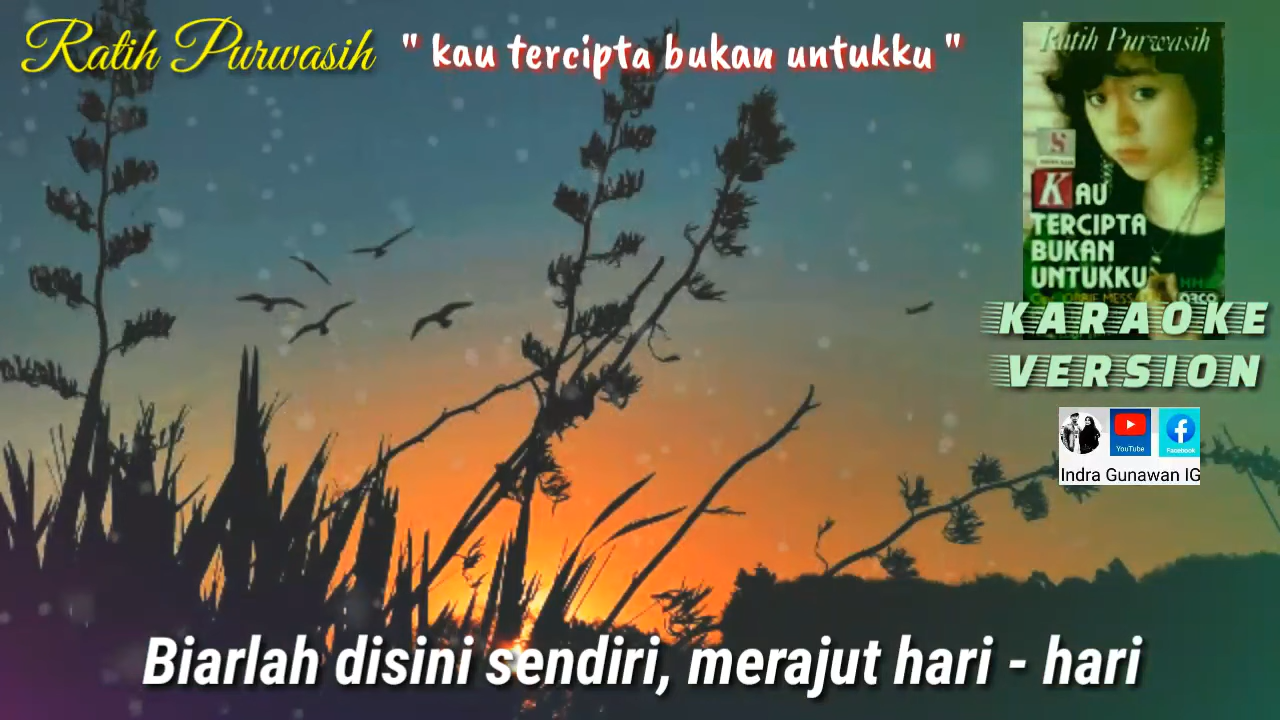 Ratih Purwasih " kau tercipta bukan untukku "
Ratih Purwasih
S
KAU
TERCIPTA
BUKAN
UNTUKKU
KARAOKE
VERSION
YouTube
Facebook
Indra Gunawan IG
Biarlah disini sendiri, merajut hari - hari